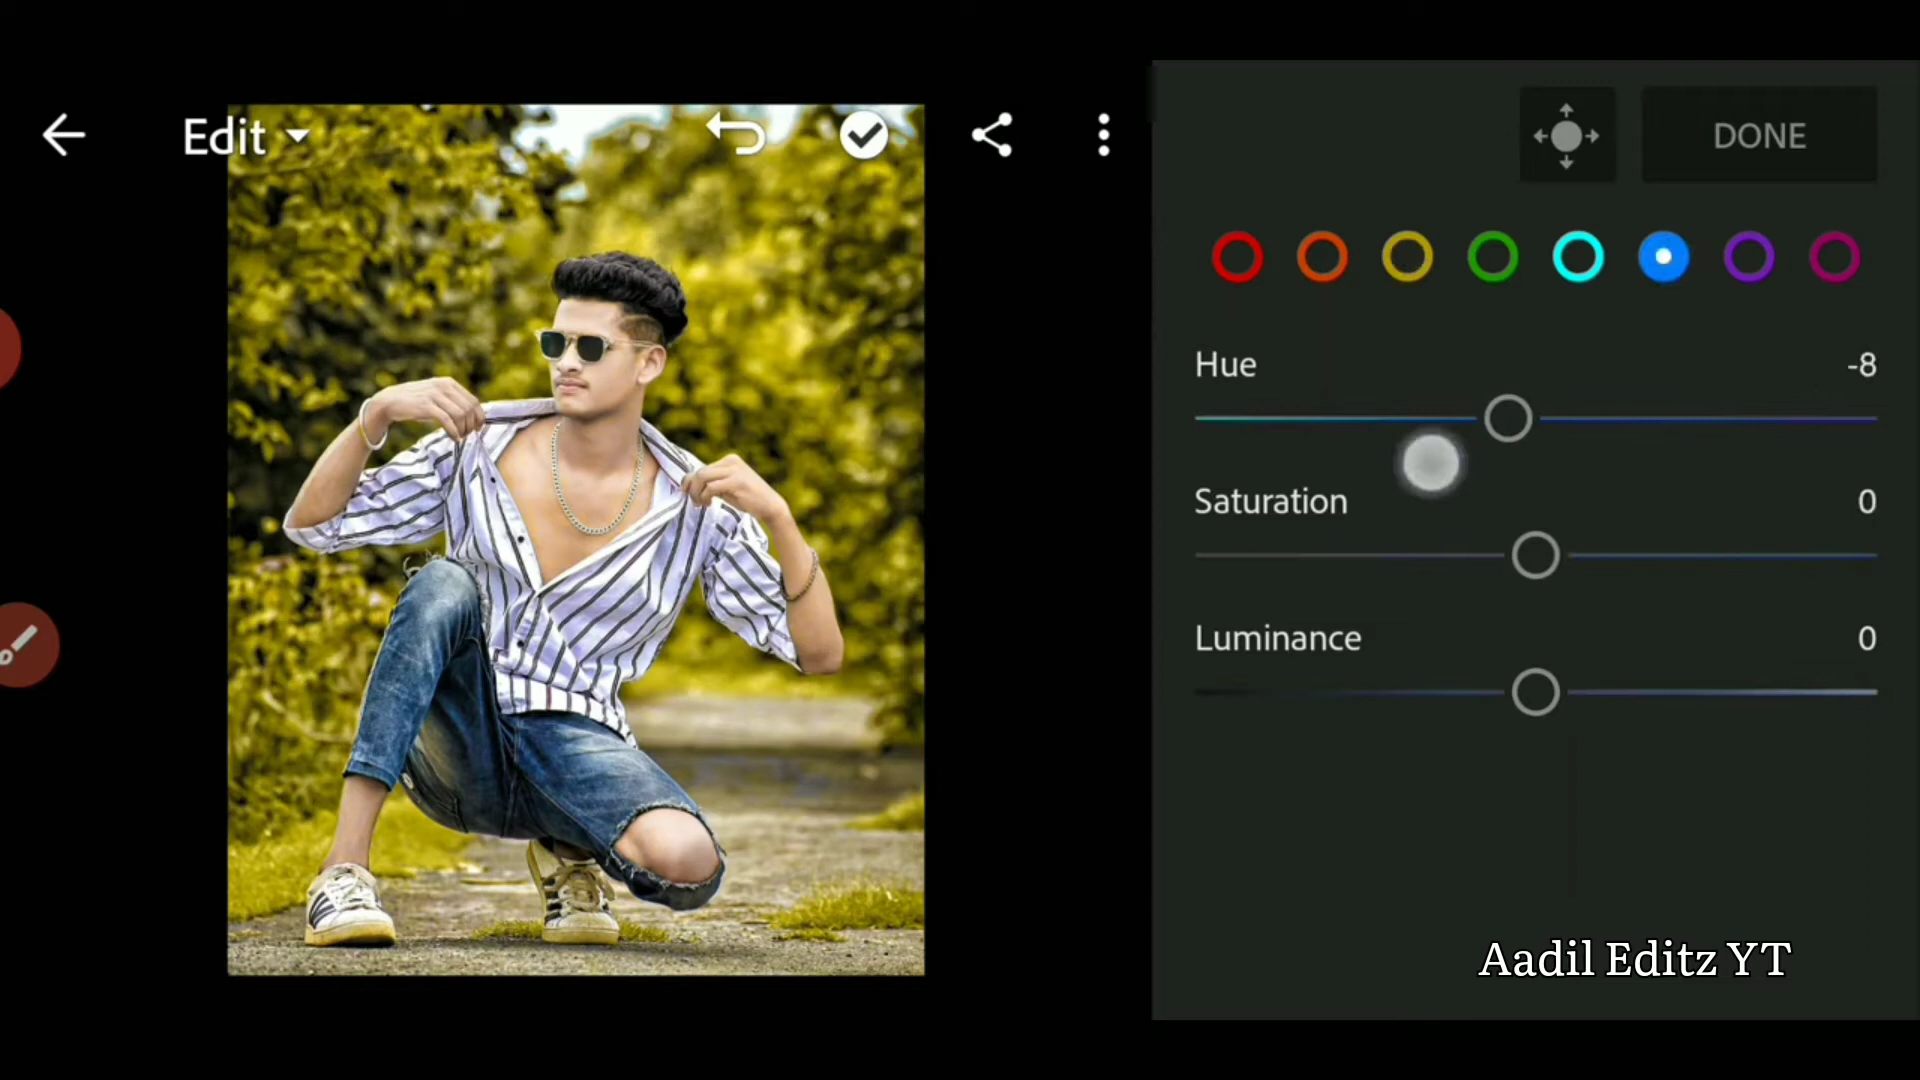 Edit
DONE
Hue -8
Saturation 0
Luminance 0
Aadil Editz YT